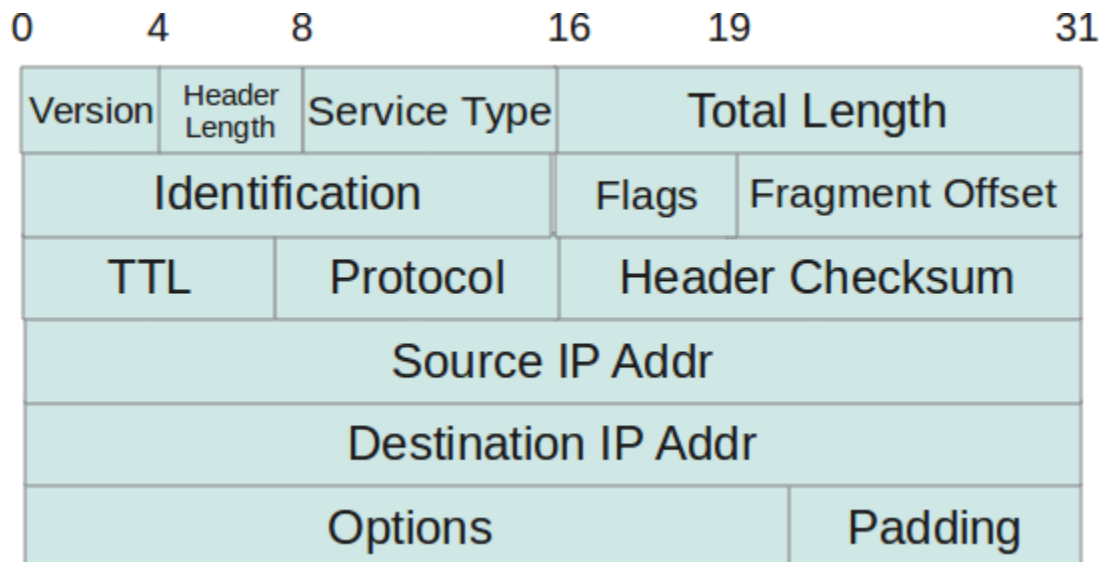 0 4 8 16 19 31
Version Header Length Service Type Total Length
Identification Flags Fragment Offset
TTL Protocol Header Checksum
Source IP Addr
Destination IP Addr
Options Padding